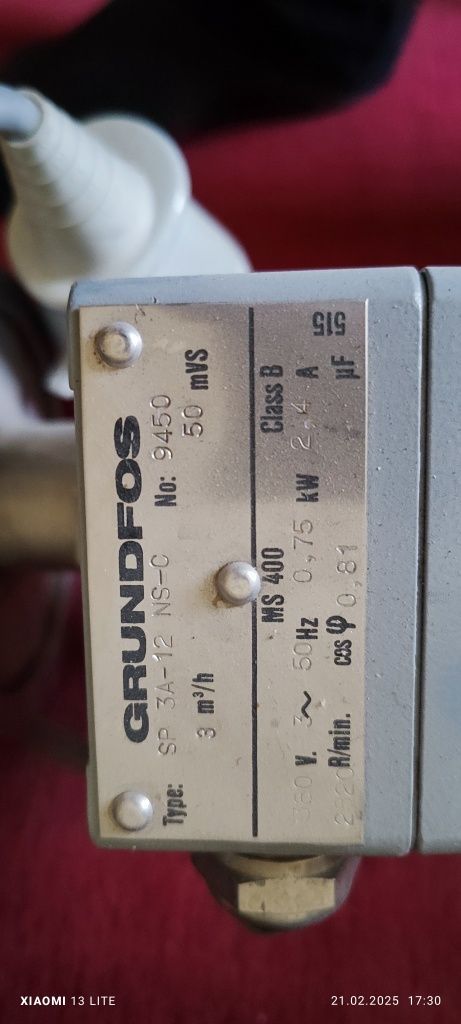 GRUNDFOS
Type: SP 3A-12 NS-C No: 9450
3 m³/h 50 mVS
MS 400 Class B
380 V. 3~ 50Hz 0,75 kW 2,4 A
R/min. cos φ 0,81 µF
515
XIAOMI 13 LITE
21.02.2025 17:30